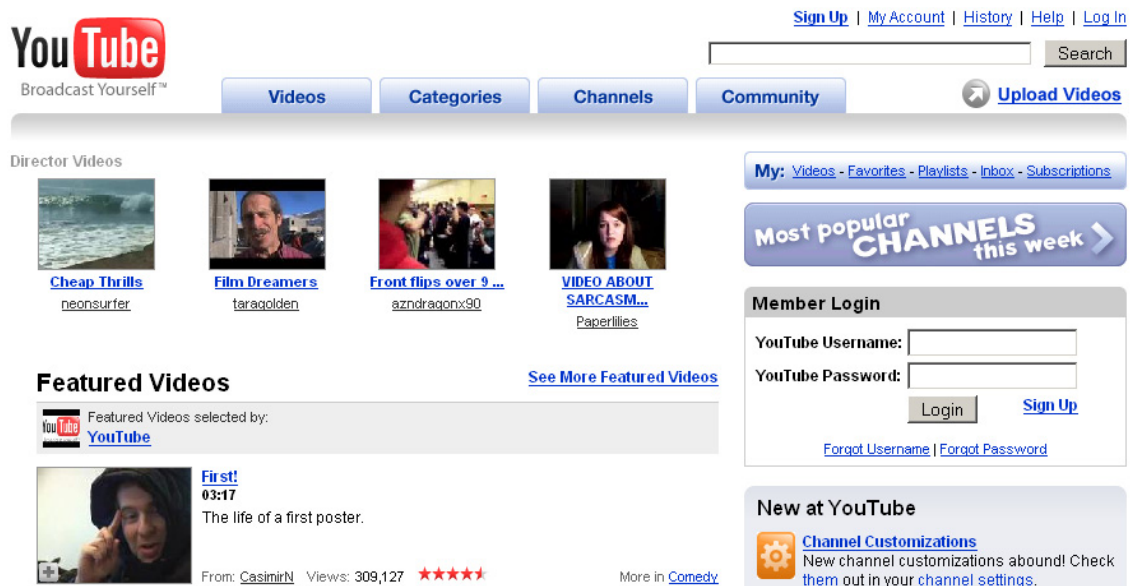 Sign Up | My Account | History | Help | Log In
You Tube
Broadcast Yourself™
Search
Videos
Categories
Channels
Community
Upload Videos
Director Videos
Cheap Thrills
neonsurfer
Film Dreamers
taragolden
Front flips over 9 ...
azndragonx90
VIDEO ABOUT
SARCASM...
Paperlilies
My: Videos - Favorites - Playlists - Inbox - Subscriptions
Most popular
CHANNELS
this week
Member Login
YouTube Username:
YouTube Password:
Login
Sign Up
Forgot Username | Forgot Password
Featured Videos
See More Featured Videos
You Tube
Featured Videos selected by:
YouTube
First!
03:17
The life of a first poster.
From: CasimirN Views: 309,127
More in Comedy
New at YouTube
Channel Customizations
New channel customizations abound! Check
them out in your channel settings.